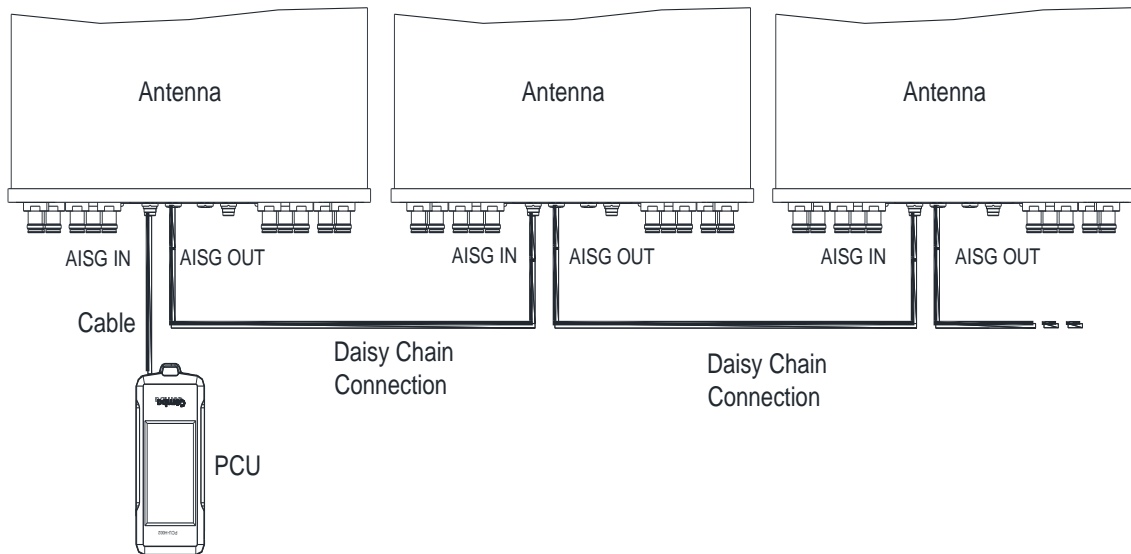 Antenna
Antenna
Antenna
AISG IN
AISG OUT
AISG IN
AISG OUT
AISG IN
AISG OUT
Cable
Daisy Chain
Connection
Daisy Chain
Connection
PCU